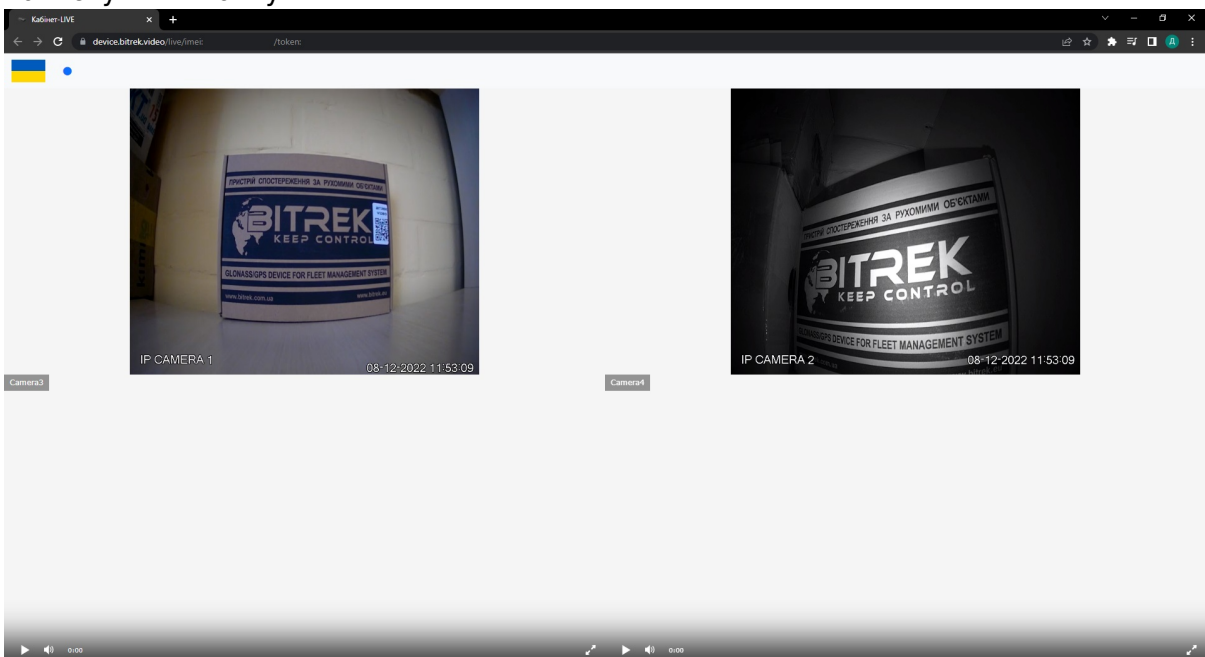 Кабінет-LIVE
device.bitrek.video/live/imei: /token:
Д
ПРИСТРІЙ СПОСТЕРЕЖЕННЯ ЗА РУХОМИМИ ОБ'ЄКТАМИ
BITREK
KEEP CONTROL
GLONASS/GPS DEVICE FOR FLEET MANAGEMENT SYSTEM
www.bitrek.com.ua www.bitrek.eu
IP CAMERA 1
08-12-2022 11:53:09
ПРИСТРІЙ СПОСТЕРЕЖЕННЯ ЗА РУХОМИМИ ОБ'ЄКТАМИ
BITREK
KEEP CONTROL
GLONASS/GPS DEVICE FOR FLEET MANAGEMENT SYSTEM
IP CAMERA 2
08-12-2022 11:53:09
Camera3
Camera4
0:00
0:00